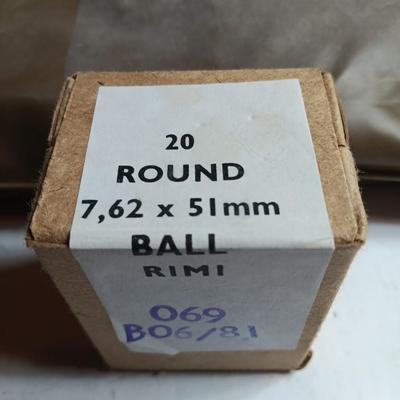 20
ROUND
7,62 x 51mm
BALL
RIMI
069
B06/81